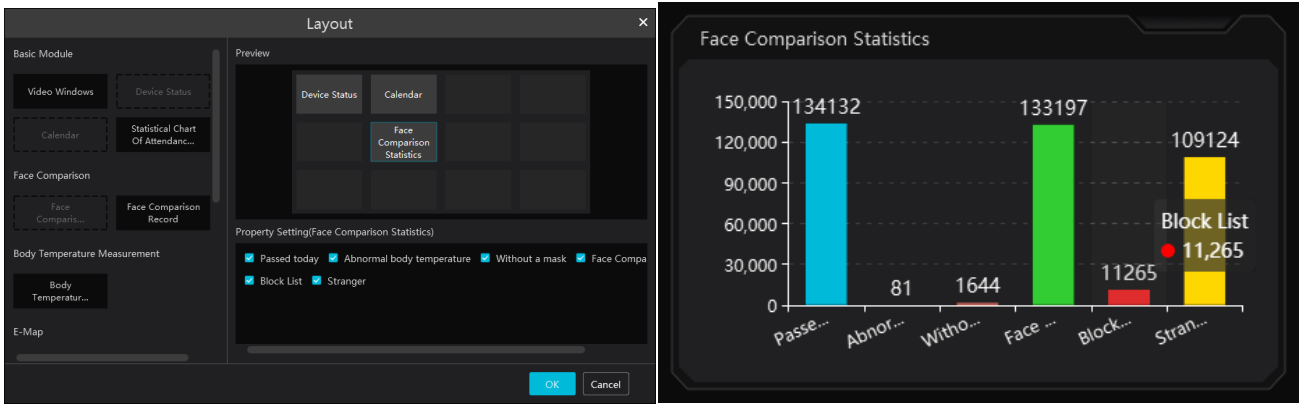 Layout
×
Basic Module
Video Windows
Device Status
Calendar
Statistical Chart
Of Attendanc...
Face Comparison
Face
Comparis...
Face Comparison
Record
Body Temperature Measurement
Body
Temperatur...
E-Map
Preview
Device Status
Calendar
Face
Comparison
Statistics
Property Setting(Face Comparison Statistics)
Passed today
Abnormal body temperature
Without a mask
Face Compa
Block List
Stranger
OK
Cancel
Face Comparison Statistics
150,000
120,000
90,000
60,000
30,000
0
134132
81
1644
133197
11265
109124
Block List
11,265
Passe...
Abnor...
Witho...
Face ...
Block...
Stran...